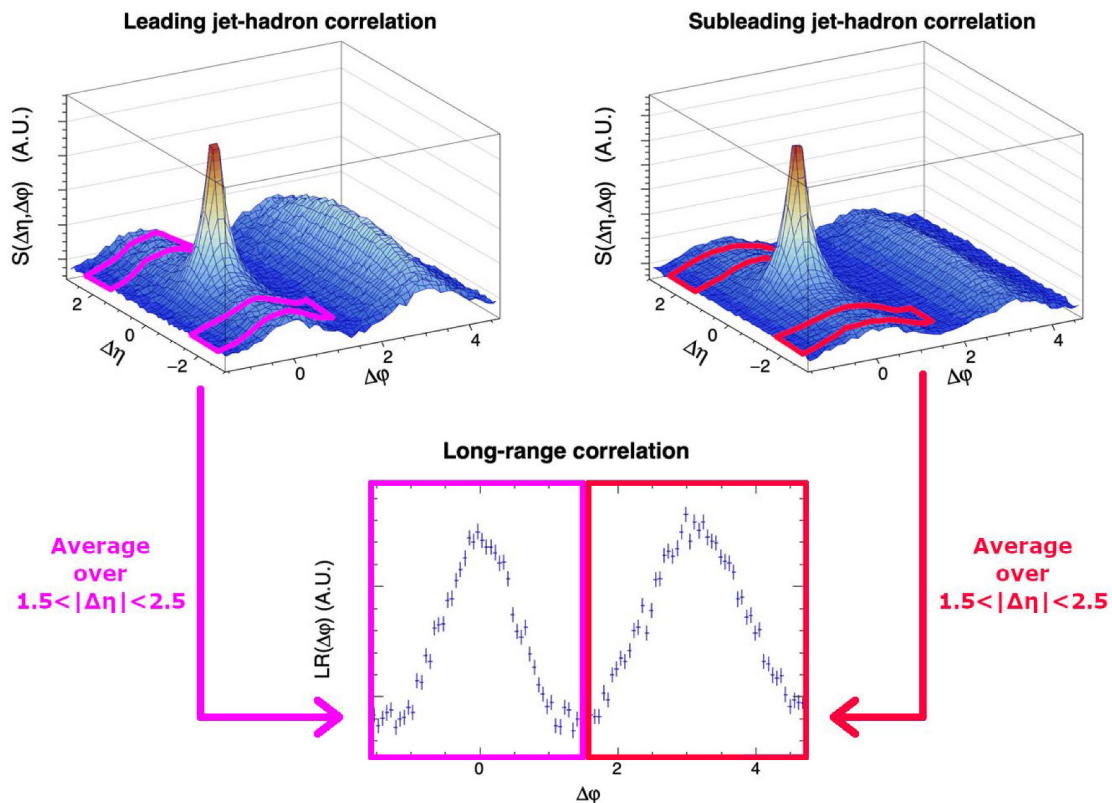 Leading jet-hadron correlation
Subleading jet-hadron correlation
S(Δη,Δφ) (A.U.)
2
0
−2
Δη
0
2
4
Δφ
S(Δη,Δφ) (A.U.)
2
0
−2
Δη
0
2
4
Δφ
Long-range correlation
Average
over
1.5<|Δη|<2.5
LR(Δφ) (A.U.)
0
2
4
Δφ
Average
over
1.5<|Δη|<2.5